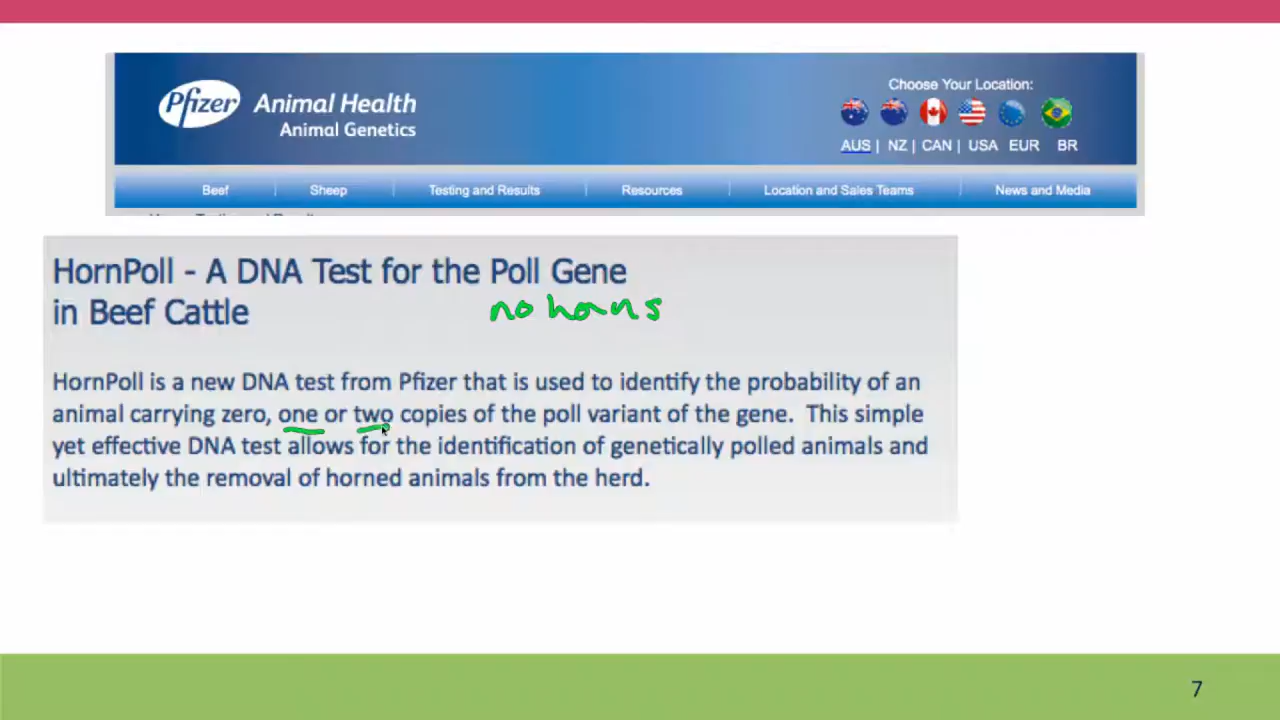 Pfizer Animal Health
Animal Genetics
Choose Your Location:
AUS | NZ | CAN | USA EUR BR
Beef Sheep Testing and Results Resources Location and Sales Teams News and Media
HornPoll - A DNA Test for the Poll Gene
in Beef Cattle
no horns
HornPoll is a new DNA test from Pfizer that is used to identify the probability of an
animal carrying zero, one or two copies of the poll variant of the gene. This simple
yet effective DNA test allows for the identification of genetically polled animals and
ultimately the removal of horned animals from the herd.
7